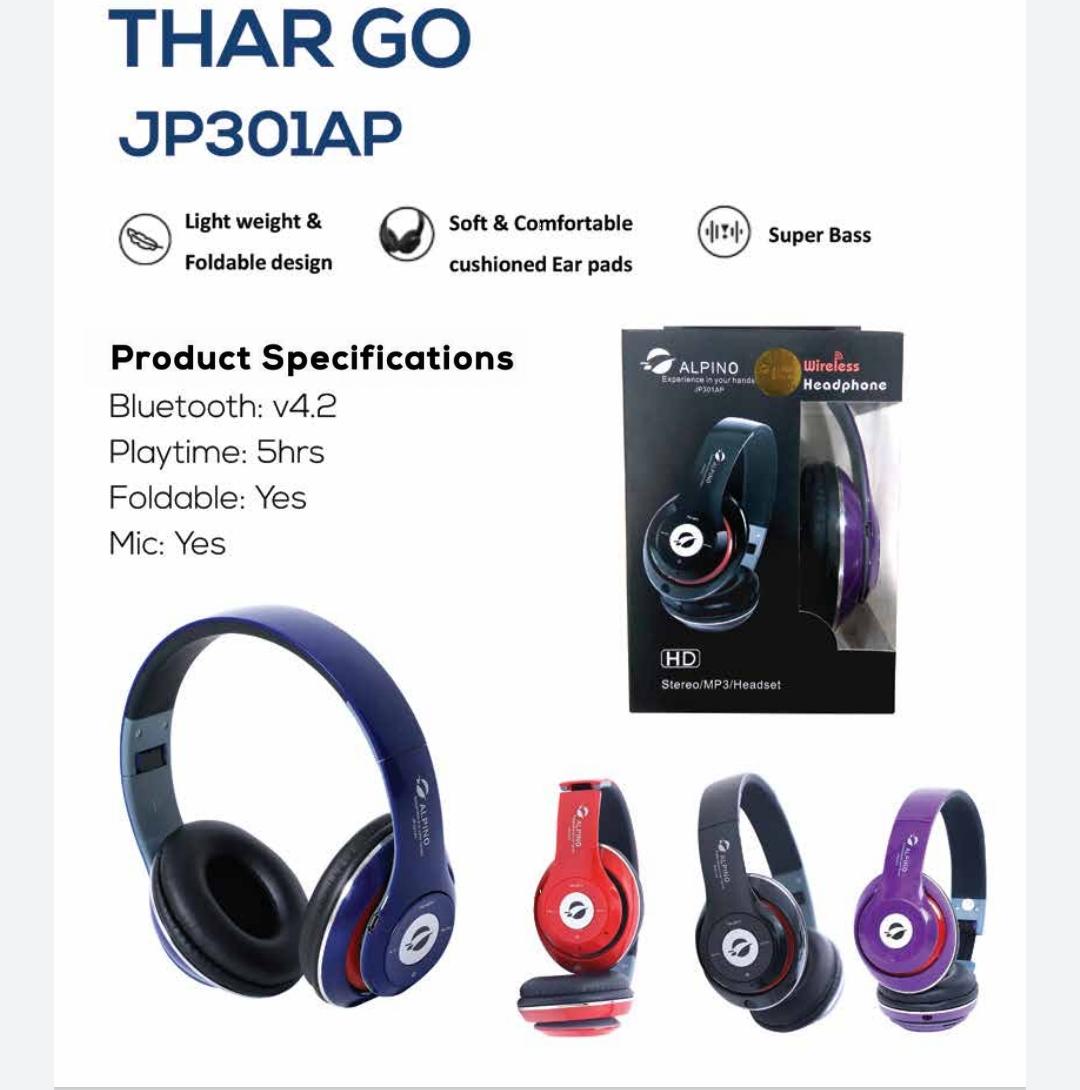 THAR GO
JP301AP
Light weight &
Foldable design
Soft & Comfortable
cushioned Ear pads
Super Bass
Product Specifications
Bluetooth: v4.2
Playtime: 5hrs
Foldable: Yes
Mic: Yes
ALPINO
Experience in your hands
JP301AP
Wireless
Headphone
ALPINO
HD
Stereo/MP3/Headset
ALPINO
ALPINO
ALPINO
ALPINO